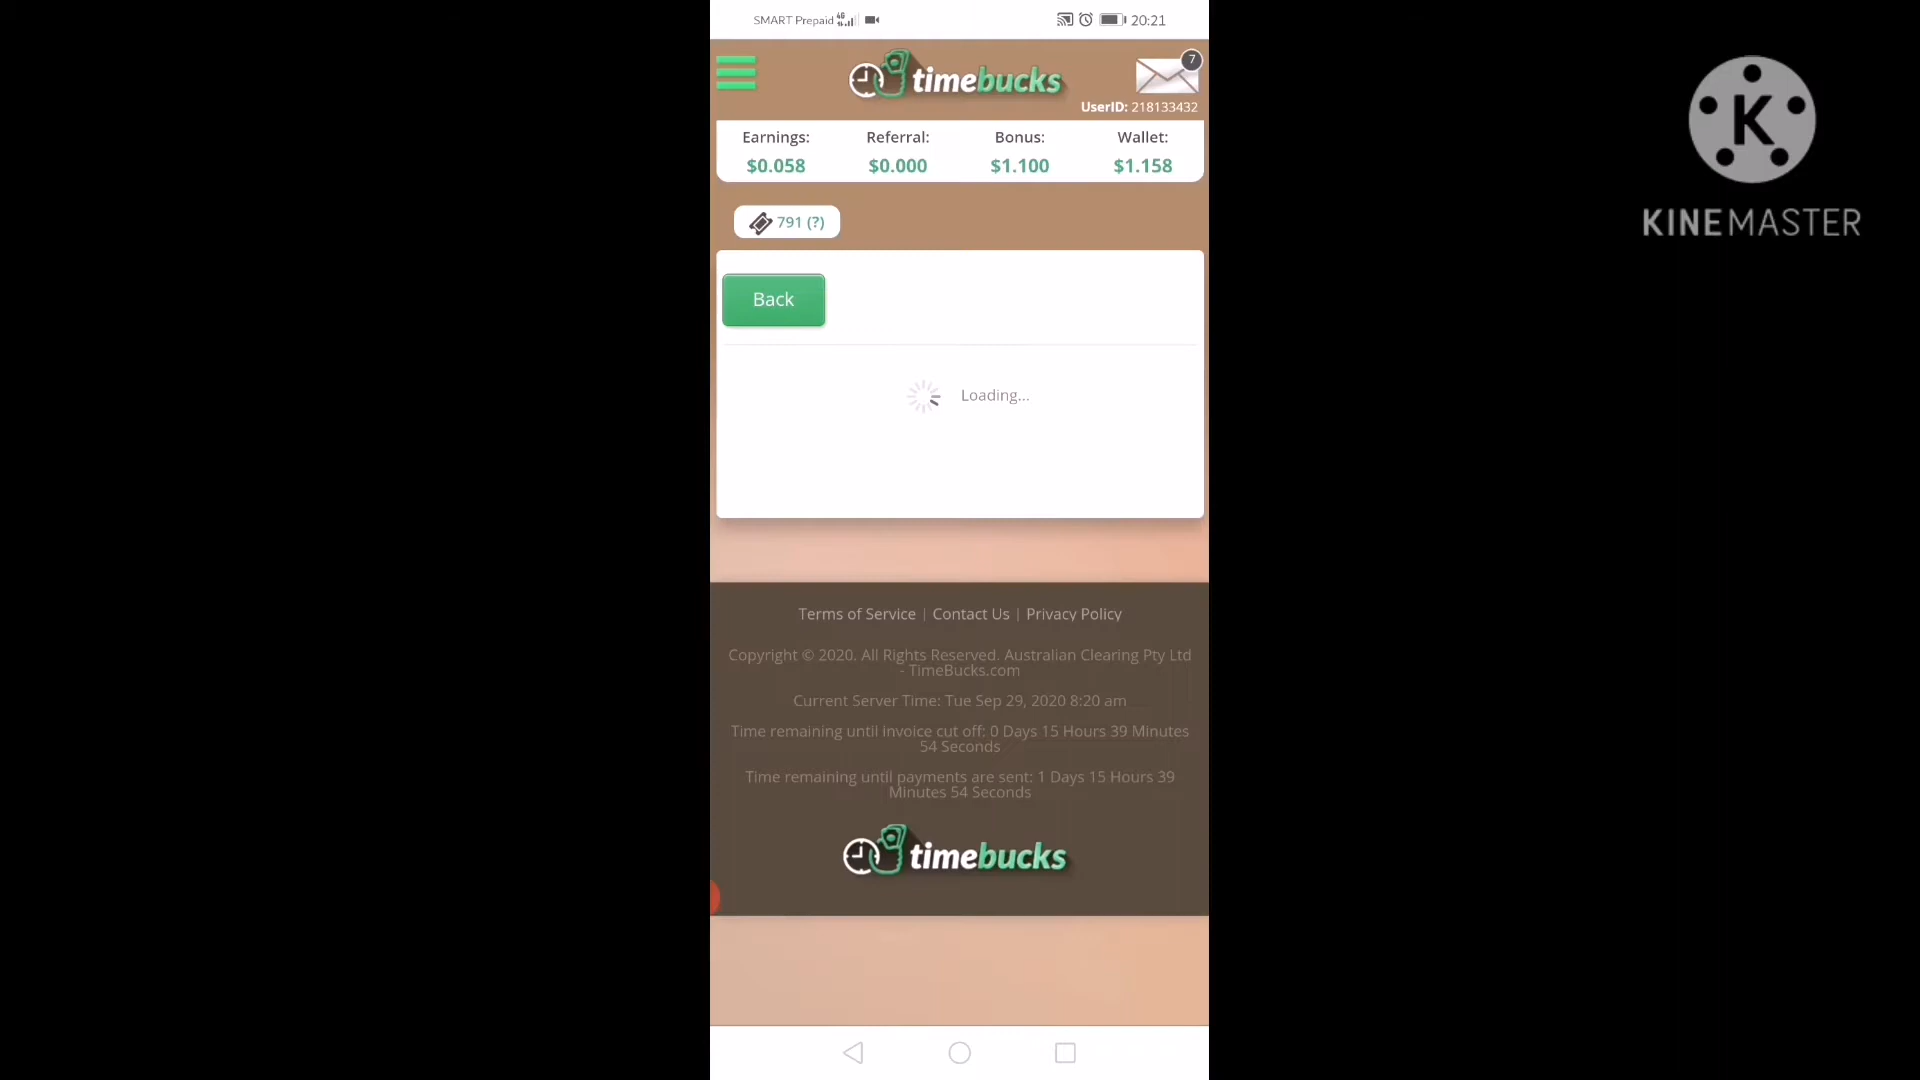 SMART Prepaid 4G 20:21
timebucks 7
UserID: 218133432
Earnings: Referral: Bonus: Wallet:
$0.058 $0.000 $1.100 $1.158
791 (?)
Back
Loading...
Terms of Service | Contact Us | Privacy Policy
Copyright © 2020. All Rights Reserved. Australian Clearing Pty Ltd
- TimeBucks.com
Current Server Time: Tue Sep 29, 2020 8:20 am
Time remaining until invoice cut off: 0 Days 15 Hours 39 Minutes
54 Seconds
Time remaining until payments are sent: 1 Days 15 Hours 39
Minutes 54 Seconds
timebucks
K
KINEMASTER